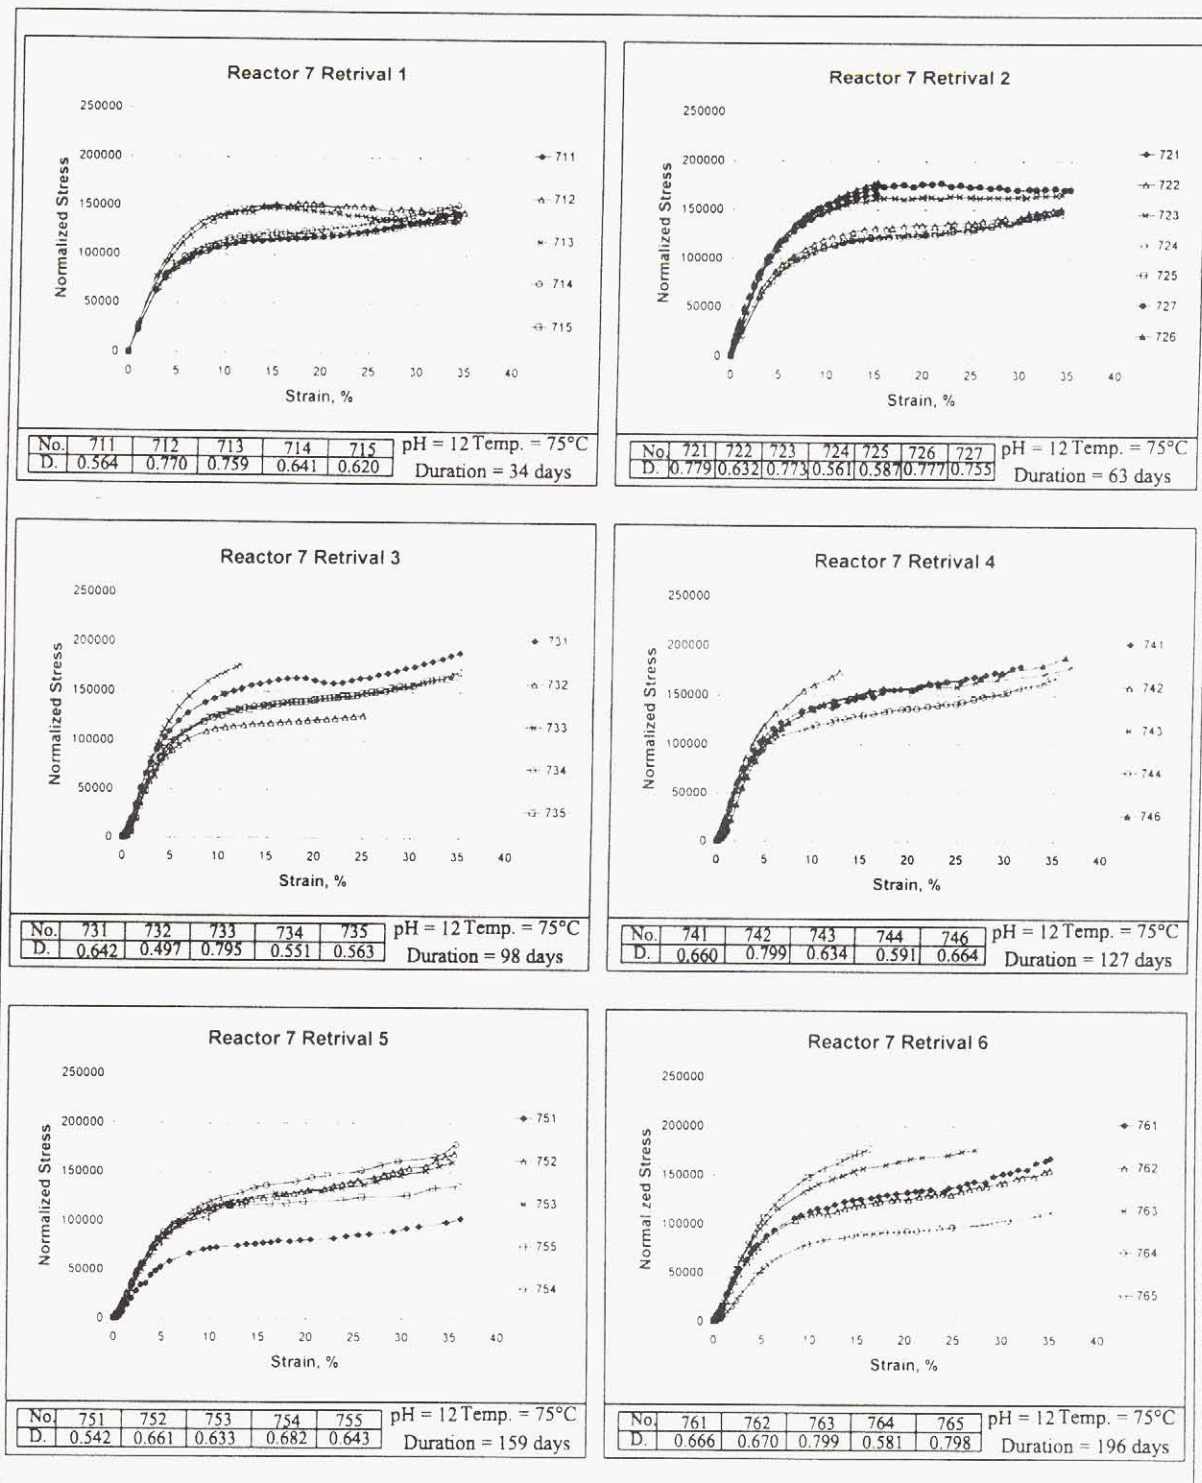 Reactor 7 Retrival 1
Normalized Stress
250000
200000
150000
100000
50000
0
0 5 10 15 20 25 30 35 40
Strain, %
711
712
713
714
715
No. 711 712 713 714 715
D. 0.564 0.770 0.759 0.641 0.620
pH = 12 Temp. = 75°C
Duration = 34 days
Reactor 7 Retrival 2
Normalized Stress
250000
200000
150000
100000
50000
0
0 5 10 15 20 25 30 35 40
Strain, %
721
722
723
724
725
727
726
No. 721 722 723 724 725 726 727
D. 0.779 0.632 0.773 0.561 0.587 0.777 0.755
pH = 12 Temp. = 75°C
Duration = 63 days
Reactor 7 Retrival 3
Normalized Stress
250000
200000
150000
100000
50000
0
0 5 10 15 20 25 30 35 40
Strain, %
731
732
733
734
735
No. 731 732 733 734 735
D. 0.642 0.497 0.795 0.551 0.563
pH = 12 Temp. = 75°C
Duration = 98 days
Reactor 7 Retrival 4
Normalized Stress
250000
200000
150000
100000
50000
0
0 5 10 15 20 25 30 35 40
Strain, %
741
742
743
744
746
No. 741 742 743 744 746
D. 0.660 0.799 0.634 0.591 0.664
pH = 12 Temp. = 75°C
Duration = 127 days
Reactor 7 Retrival 5
Normalized Stress
250000
200000
150000
100000
50000
0
0 5 10 15 20 25 30 35 40
Strain, %
751
752
753
755
754
No. 751 752 753 754 755
D. 0.542 0.661 0.633 0.682 0.643
pH = 12 Temp. = 75°C
Duration = 159 days
Reactor 7 Retrival 6
Normalized Stress
250000
200000
150000
100000
50000
0
0 5 10 15 20 25 30 35 40
Strain, %
761
762
763
764
765
No. 761 762 763 764 765
D. 0.666 0.670 0.799 0.581 0.798
pH = 12 Temp. = 75°C
Duration = 196 days